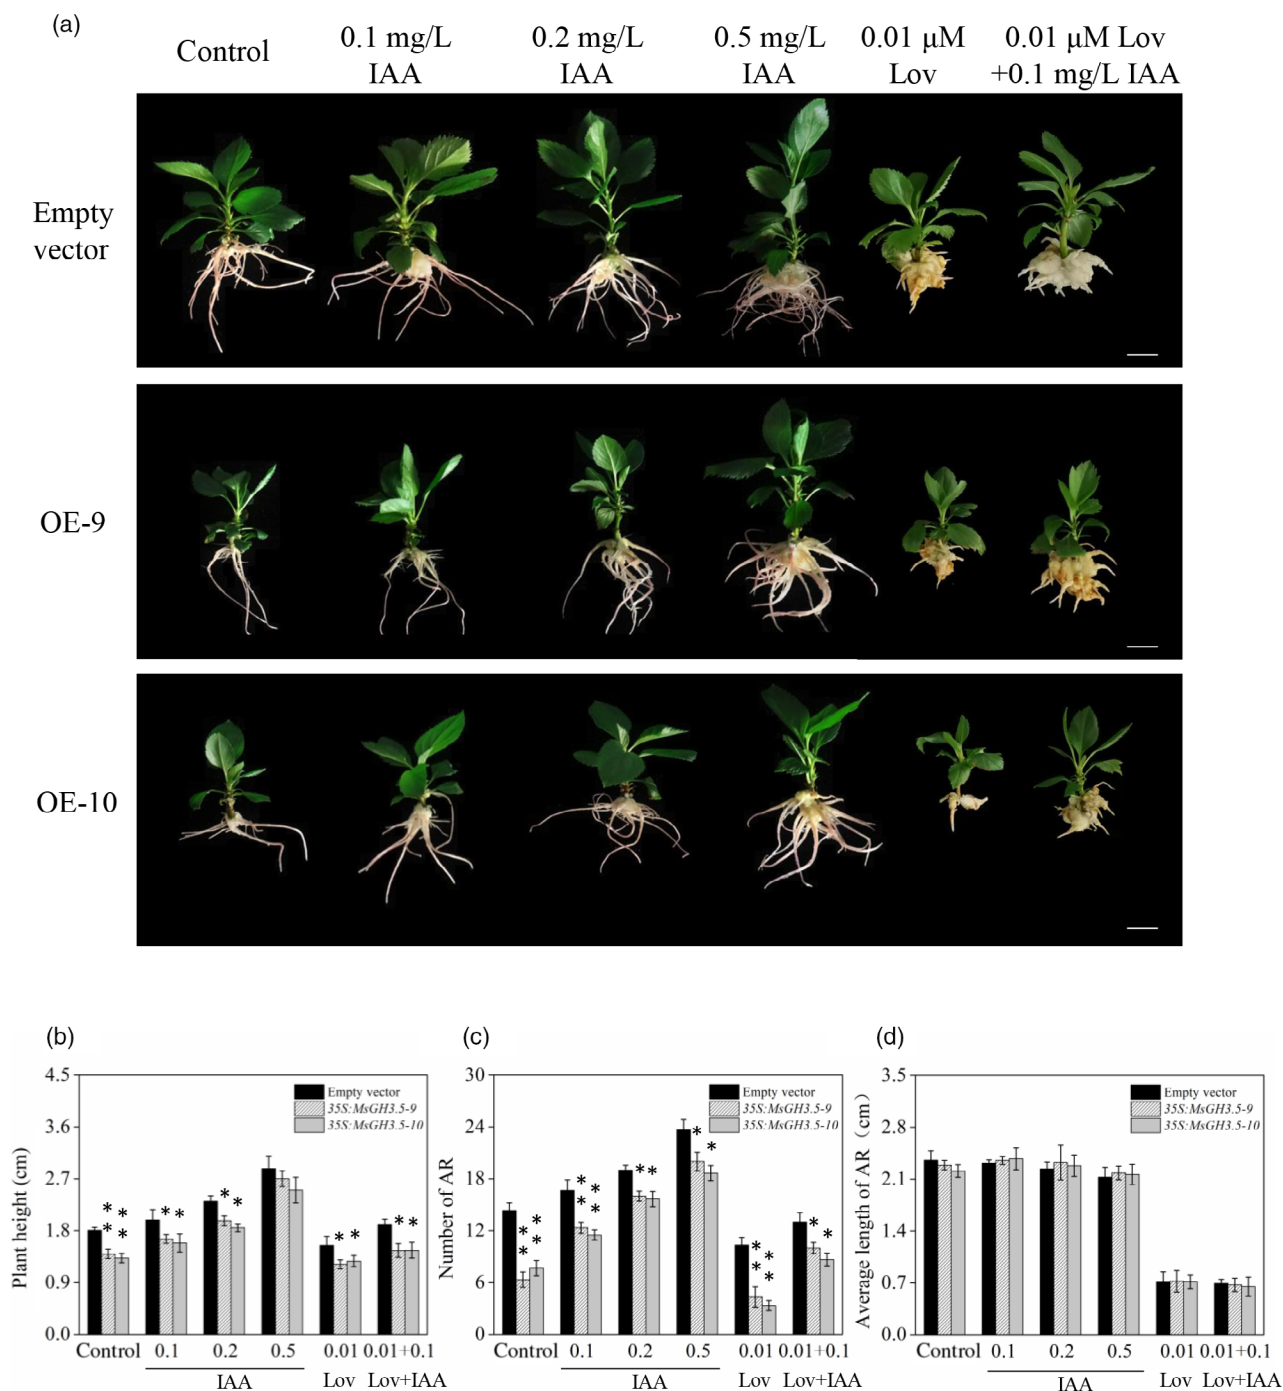 (a)
Control
0.1 mg/L
IAA
0.2 mg/L
IAA
0.5 mg/L
IAA
0.01 μM
Lov
0.01 μM Lov
+0.1 mg/L IAA
Empty
vector
OE-9
OE-10
(b)
Plant height (cm)
4.5
3.6
2.7
1.8
0.9
0.0
Empty vector
35S:MsGH3.5-9
35S:MsGH3.5-10
* *
* *
* *
* *
* *
* *
Control 0.1 0.2 0.5 0.01 0.01+0.1
IAA Lov Lov+IAA
(c)
Number of AR
30
24
18
12
6
0
Empty vector
35S:MsGH3.5-9
35S:MsGH3.5-10
* *
* *
* *
* *
* *
* *
* *
* *
* *
Control 0.1 0.2 0.5 0.01 0.01+0.1
IAA Lov Lov+IAA
(d)
Average length of AR (cm)
3.5
2.8
2.1
1.4
0.7
0.0
Empty vector
35S:MsGH3.5-9
35S:MsGH3.5-10
Control 0.1 0.2 0.5 0.01 0.01+0.1
IAA Lov Lov+IAA